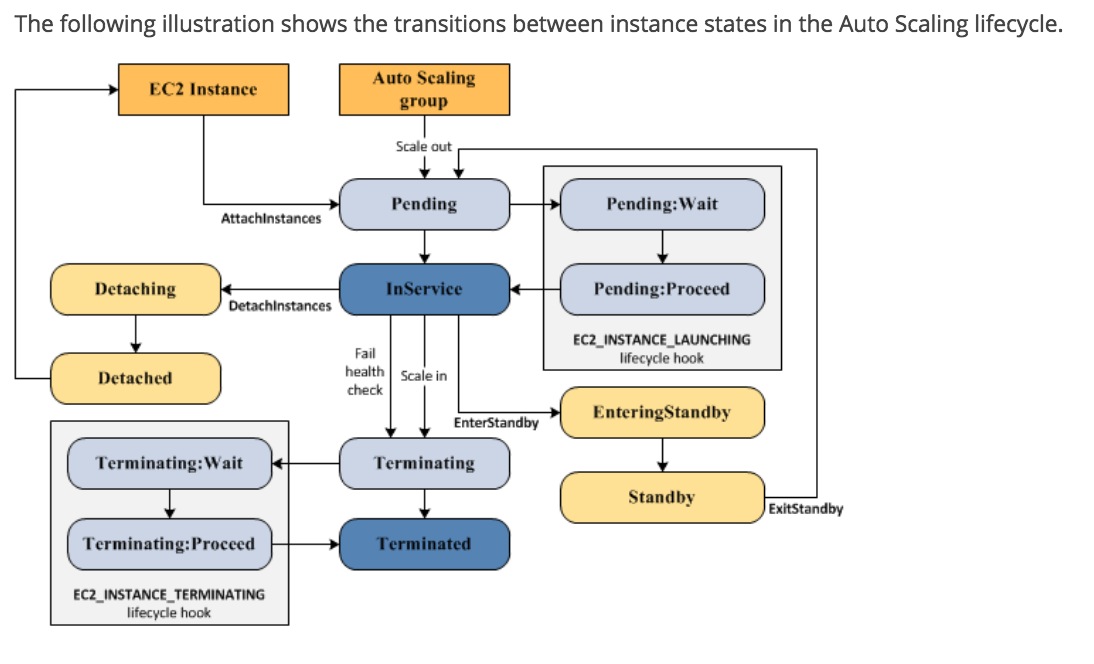 The following illustration shows the transitions between instance states in the Auto Scaling lifecycle.
EC2 Instance
Auto Scaling
group
Scale out
Pending
Pending:Wait
AttachInstances
Detaching
DetachInstances
InService
Pending:Proceed
EC2_INSTANCE_LAUNCHING
lifecycle hook
Fail
health
check
Scale in
Detached
EnterStandby
EnteringStandby
Terminating:Wait
Terminating
Standby
ExitStandby
Terminating:Proceed
Terminated
EC2_INSTANCE_TERMINATING
lifecycle hook